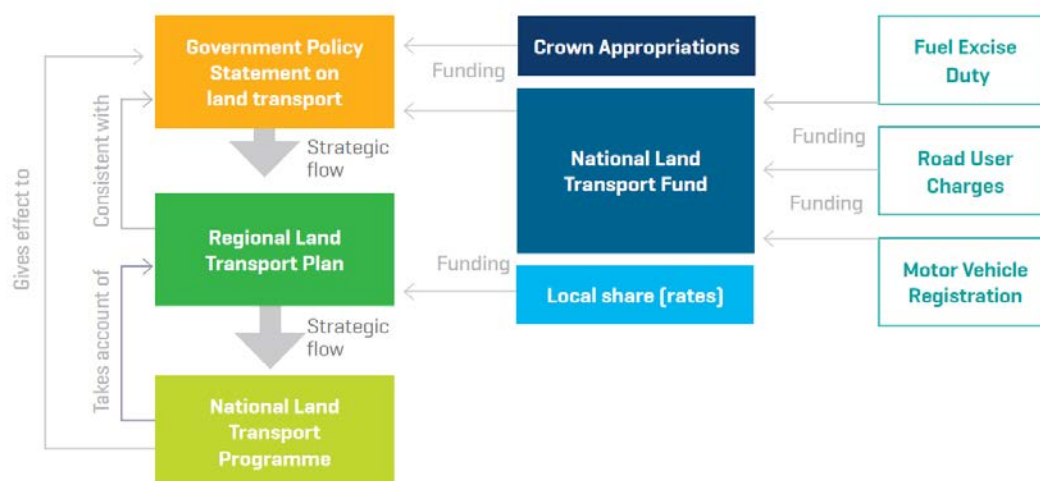 Government Policy
Statement on
land transport
Strategic
flow
Regional Land
Transport Plan
Strategic
flow
National Land
Transport
Programme
Gives effect to
Consistent with
Takes account of
Funding
Crown Appropriations
National Land
Transport Fund
Funding
Local share (rates)
Funding
Funding
Fuel Excise
Duty
Road User
Charges
Motor Vehicle
Registration